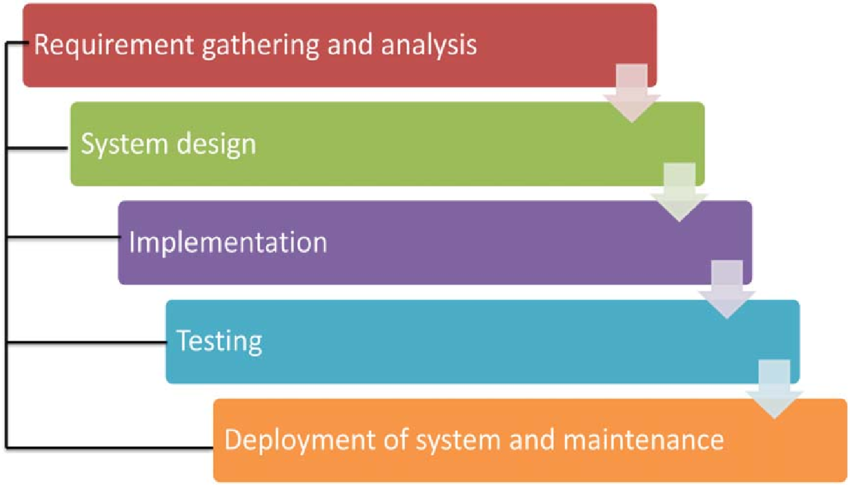 Requirement gathering and analysis
System design
Implementation
Testing
Deployment of system and maintenance